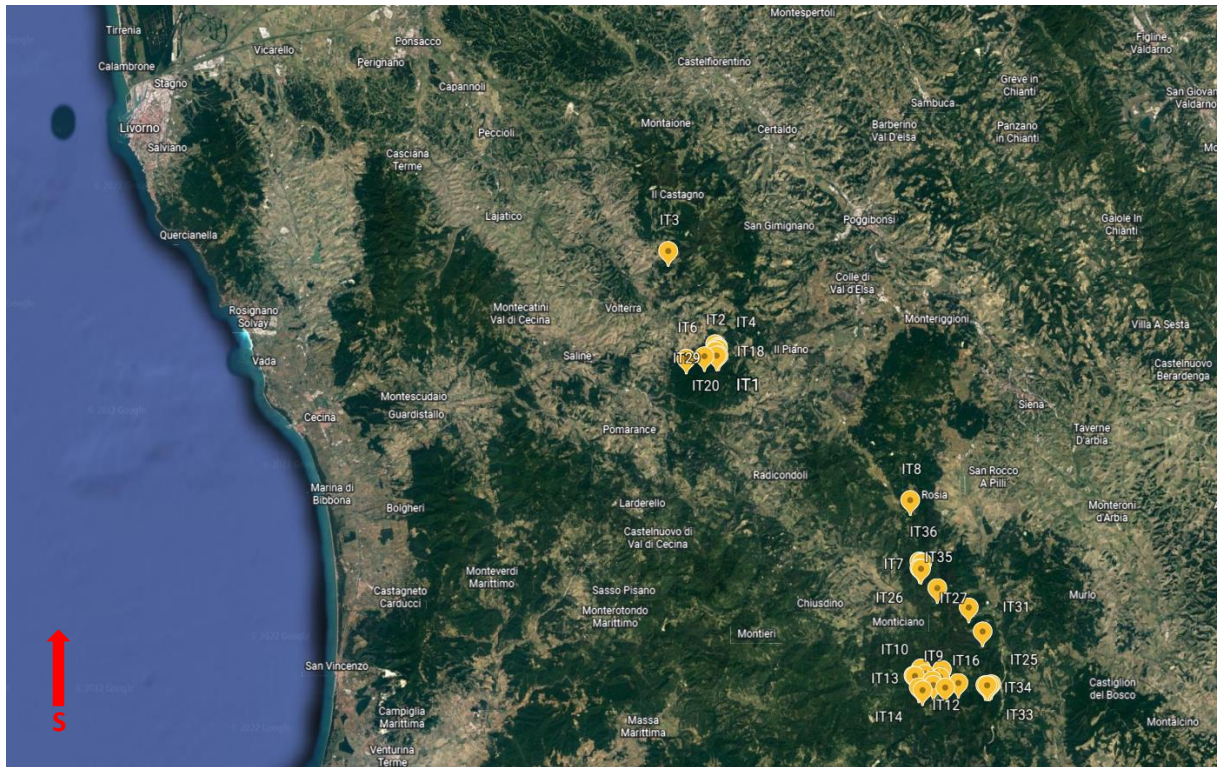 Tirrenia
Calambrone
Stagno
Livorno
Salviano
Quercianella
Rosignano
Solvay
Vada
Cecina
Marina di
Bibbona
San Vincenzo
Vicarello
Ponsacco
Perignano
Capannoli
Peccioli
Casciana
Terme
Lajatico
Montecatini
Val di Cecina
Saline
Volterra
Montescudaio
Guardistallo
Pomarance
Bolgheri
Larderello
Castelnuovo di
Val di Cecina
Monteverdi
Marittimo
Castagneto
Carducci
Sasso Pisano
Monterotondo
Marittimo
Campiglia
Marittima
Venturina
Terme
Massa
Marittima
Montieri
Chiusdino
Monticiano
Radicondoli
Montespertoli
Castelfiorentino
Montaione
Certaldo
Il Castagno
San Gimignano
Il Piano
Figline
Valdarno
Greve in
Chianti
San Giovan
Valdarno
Sambuca
Barberino
Val D'elsa
Panzano
in Chianti
Poggibonsi
Gaiole In
Chianti
Colle di
Val d'Elsa
Monteriggioni
Villa A Sesta
Castelnuovo
Berardenga
Siena
Taverne
D'arbia
San Rocco
A Pilli
Rosia
Monteroni
d'Arbia
Murlo
Castiglion
del Bosco
Montalcino
IT3
IT6
IT2
IT4
IT29
IT18
IT20
IT1
IT8
IT36
IT7
IT35
IT26
IT27
IT31
IT10
IT9
IT16
IT25
IT13
IT34
IT14
IT12
IT33
S